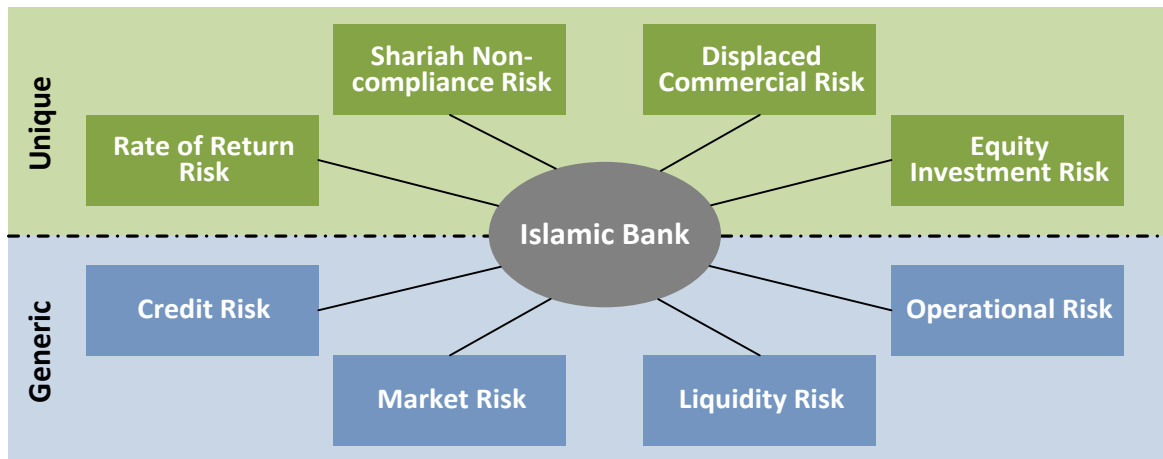 Unique
Shariah Non-
compliance Risk
Displaced
Commercial Risk
Rate of Return
Risk
Equity
Investment Risk
Islamic Bank
Generic
Credit Risk
Operational Risk
Market Risk
Liquidity Risk